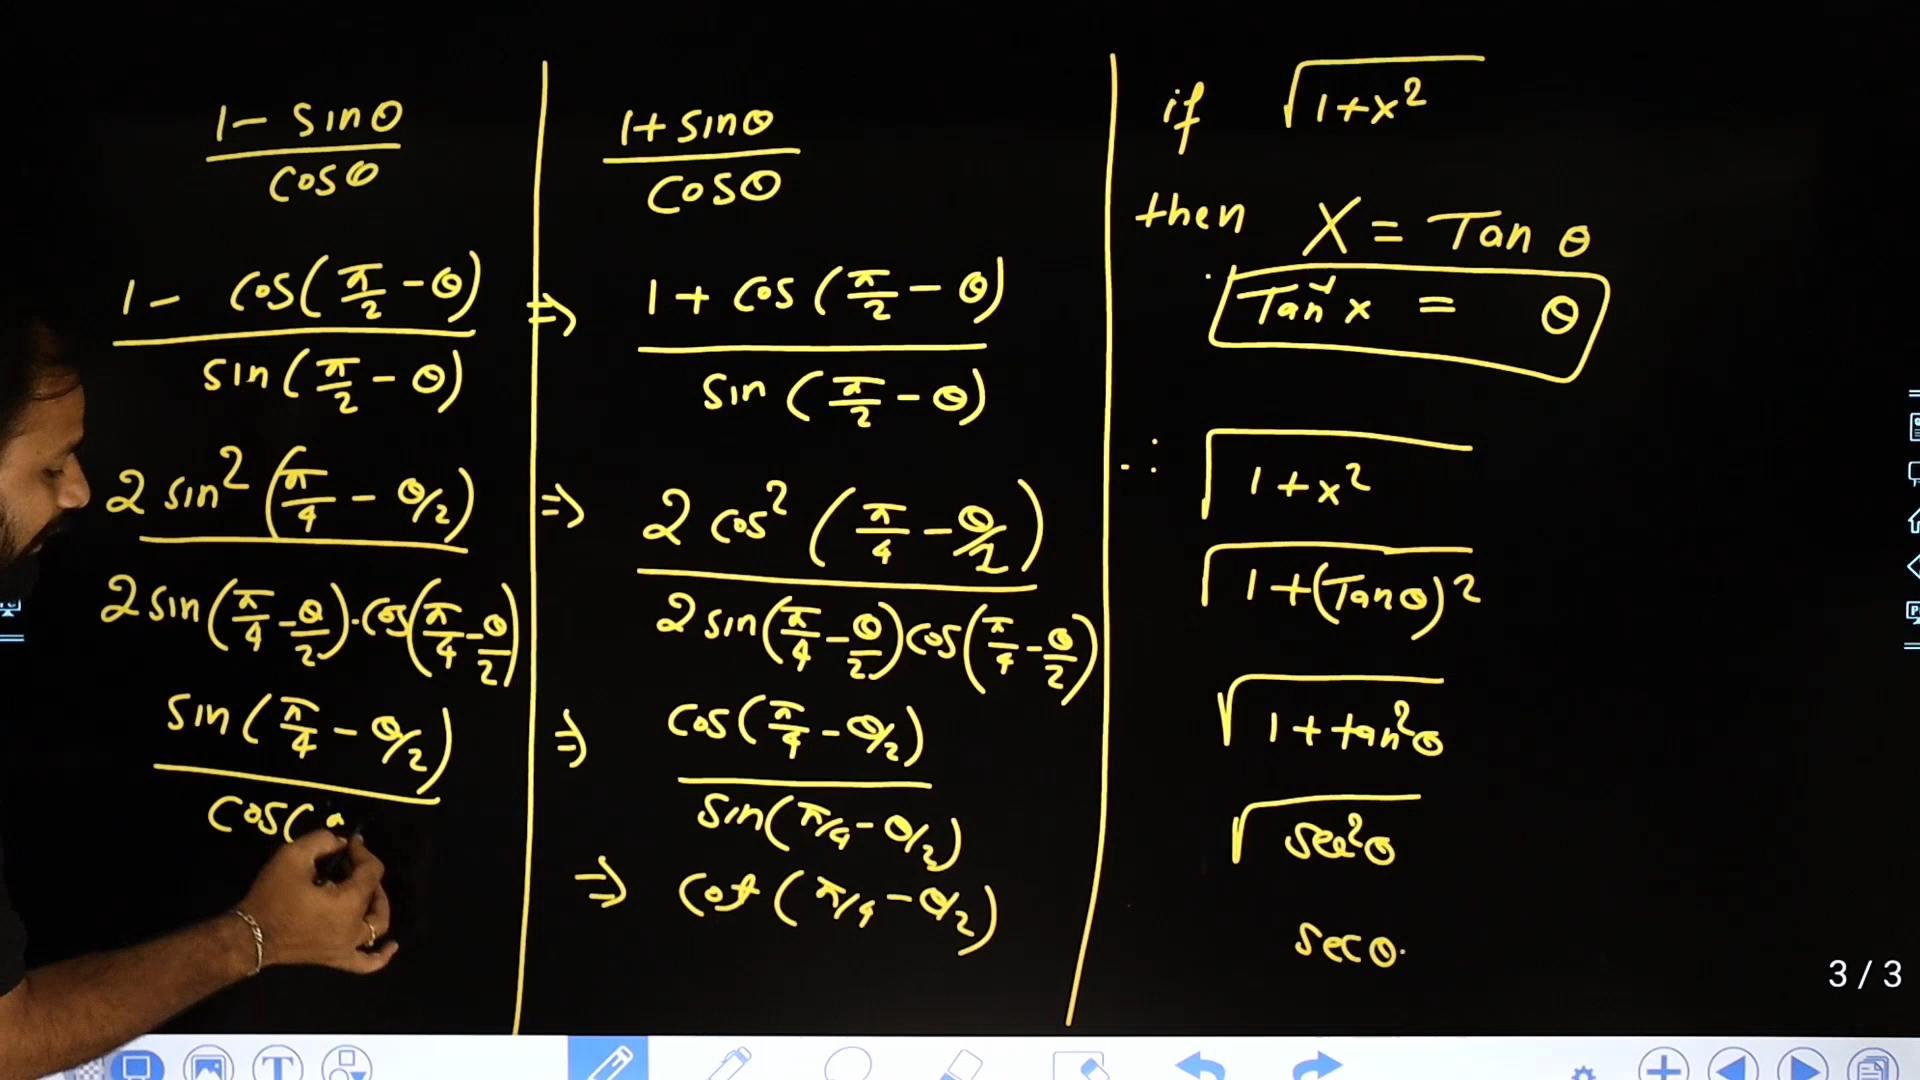 1 - sinθ
cosθ
1 - cos(π/2 - θ)
sin(π/2 - θ)
2 sin² (π/4 - θ/2)
2 sin(π/4 - θ/2)·cos(π/4 - θ/2)
sin(π/4 - θ/2)
cos(
1 + sinθ
cosθ
⇒ 1 + cos (π/2 - θ)
sin (π/2 - θ)
⇒ 2 cos² (π/4 - θ/2)
2 sin(π/4 - θ/2) cos(π/4 - θ/2)
⇒ cos(π/4 - θ/2)
sin(π/4 - θ/2)
⇒ cot (π/4 - θ/2)
if √1+x²
then X = Tan θ
Tan⁻¹ x = θ
∴ √1+x²
√1+(Tanθ)²
√1+tan²θ
√sec²θ
secθ.
3 / 3